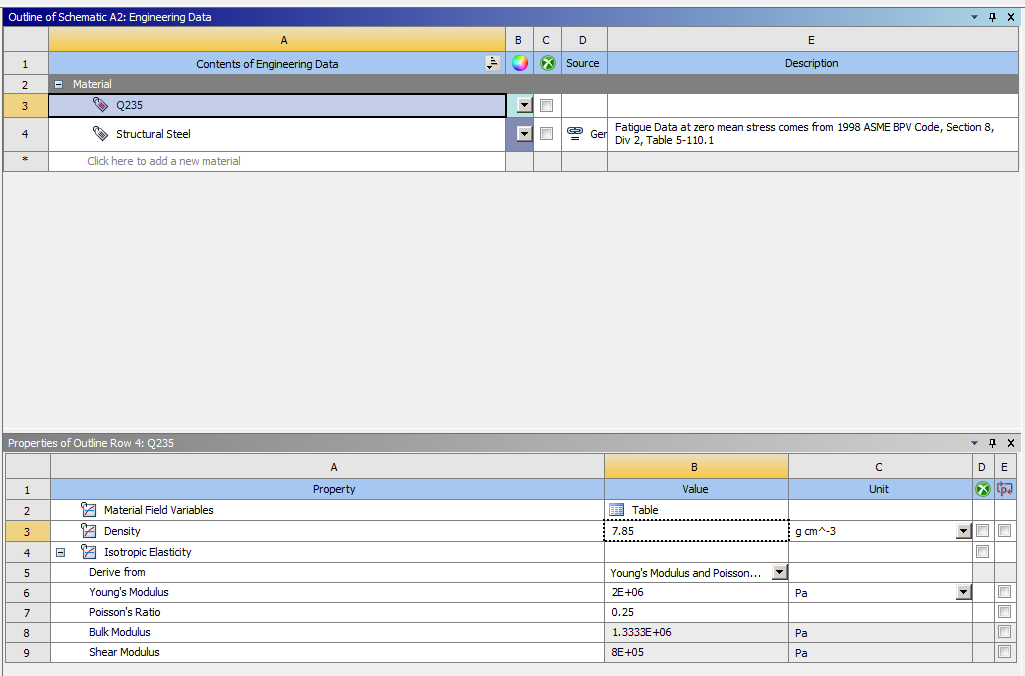 Outline of Schematic A2: Engineering Data
A B C D E
1 Contents of Engineering Data Source Description
2 Material
3 Q235
4 Structural Steel Ger Fatigue Data at zero mean stress comes from 1998 ASME BPV Code, Section 8,
Div 2, Table 5-110.1
* Click here to add a new material
Properties of Outline Row 4: Q235
A B C D E
1 Property Value Unit
2 Material Field Variables Table
3 Density 7.85 g cm^-3
4 Isotropic Elasticity
5 Derive from Young's Modulus and Poisson...
6 Young's Modulus 2E+06 Pa
7 Poisson's Ratio 0.25
8 Bulk Modulus 1.3333E+06 Pa
9 Shear Modulus 8E+05 Pa